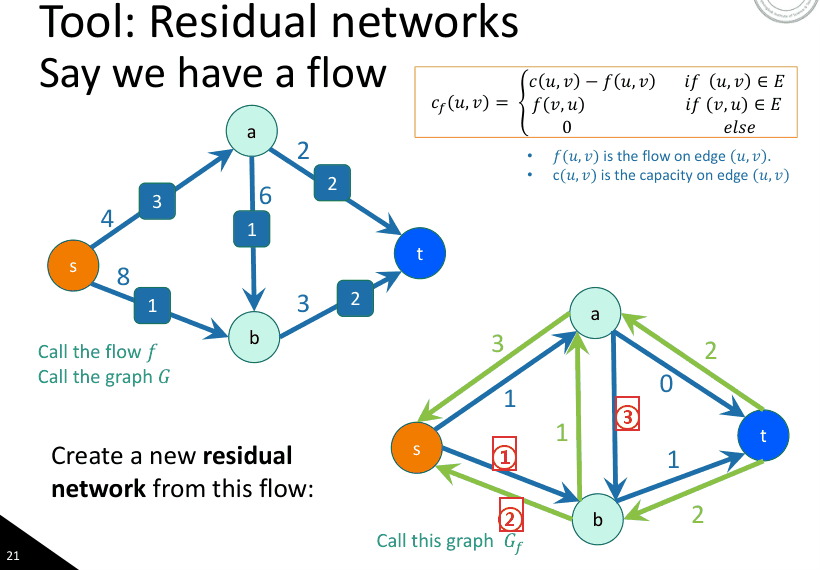 Tool: Residual networks
Say we have a flow
c_f(u, v) = { c(u, v) − f(u, v) if (u, v) ∈ E
f(v, u) if (v, u) ∈ E
0 else
• f(u, v) is the flow on edge (u, v).
• c(u, v) is the capacity on edge (u, v)
a
2
2
4
3
6
1
s
t
8
1
3
2
b
Call the flow f
Call the graph G
a
3
2
1
0
1
③
s
t
①
1
②
2
b
Create a new residual
network from this flow:
Call this graph G_f
21